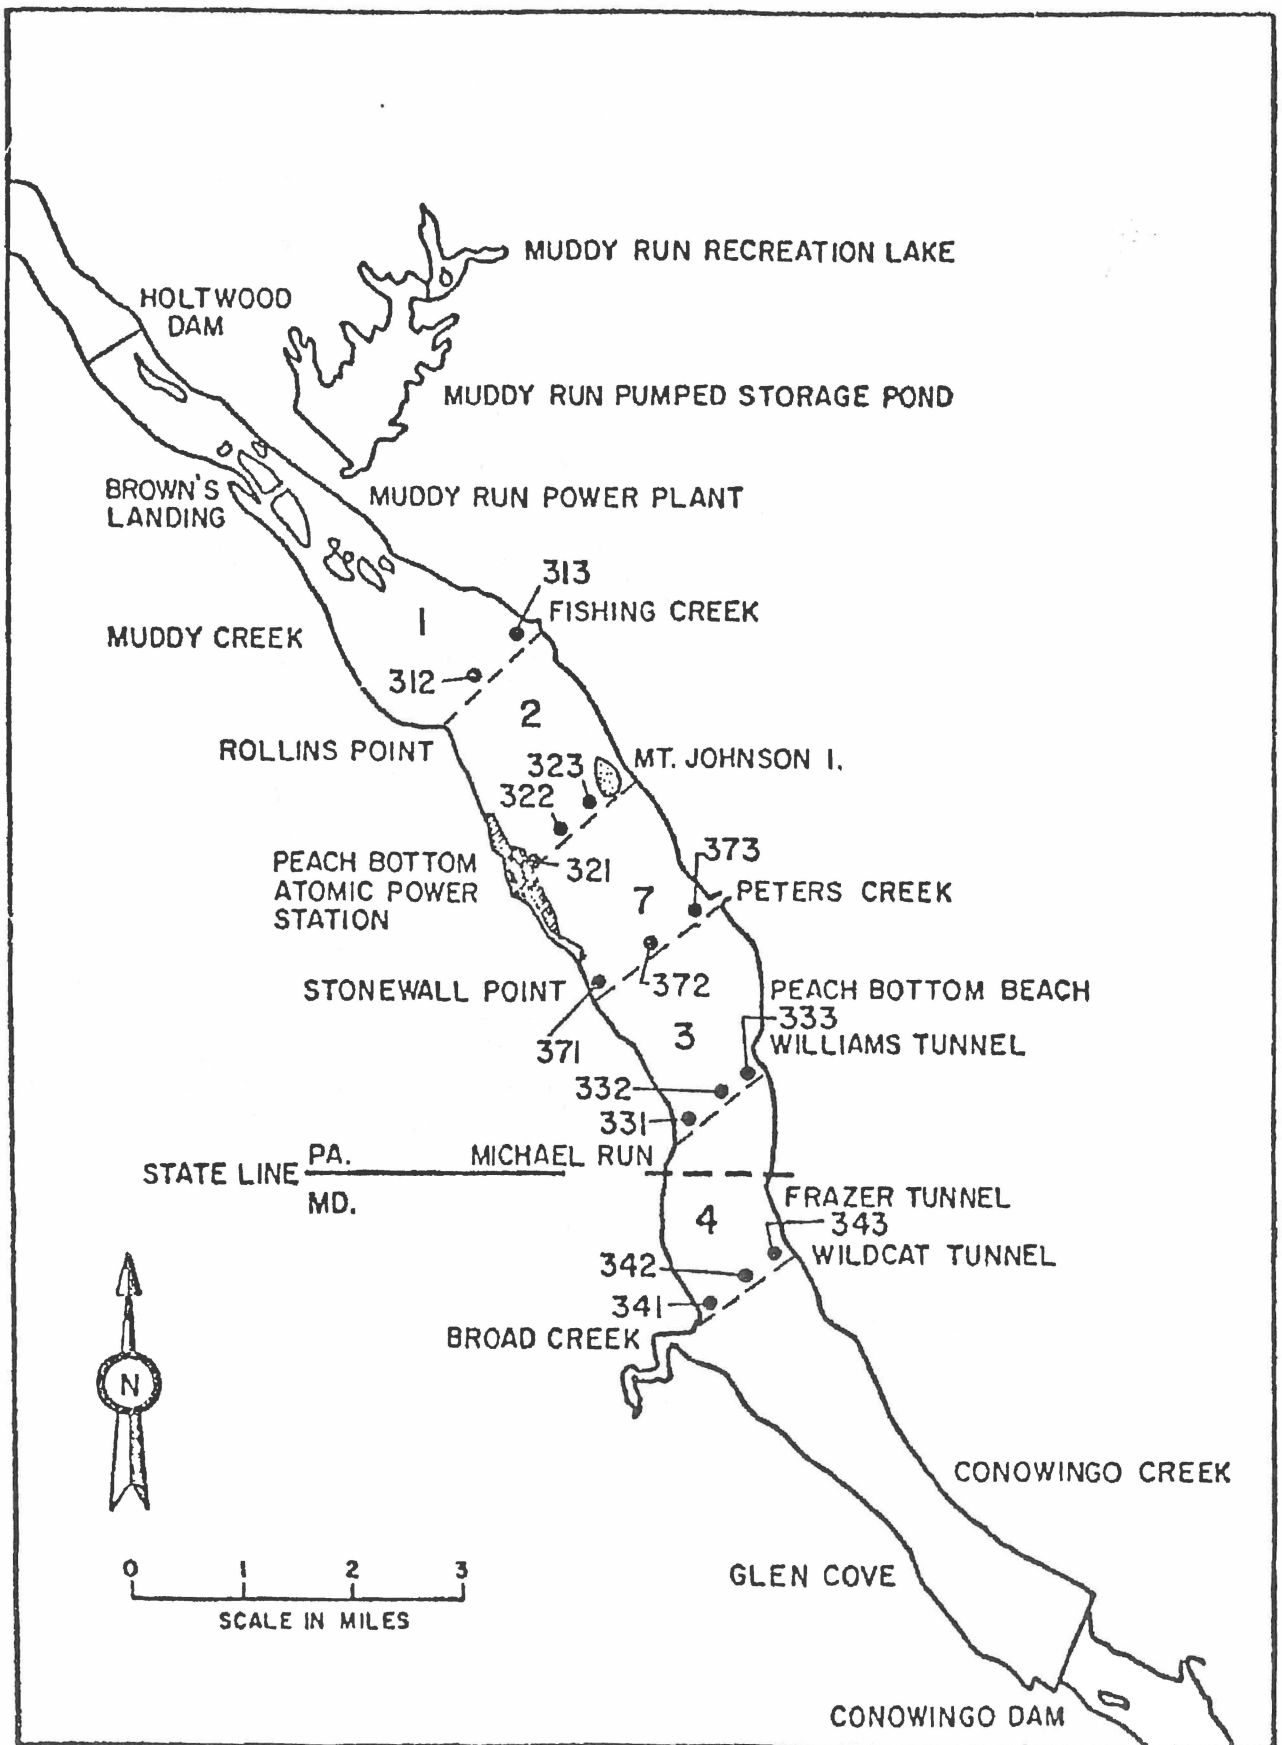 MUDDY RUN RECREATION LAKE
HOLTWOOD
DAM
MUDDY RUN PUMPED STORAGE POND
BROWN'S
LANDING
MUDDY RUN POWER PLANT
313
FISHING CREEK
1
MUDDY CREEK
312
2
ROLLINS POINT
323
MT. JOHNSON I.
322
373
PEACH BOTTOM
ATOMIC POWER
STATION
321
7
PETERS CREEK
STONEWALL POINT
372
PEACH BOTTOM BEACH
333
371
3
WILLIAMS TUNNEL
332
331
PA.
MICHAEL RUN
STATE LINE
MD.
FRAZER TUNNEL
4
343
WILDCAT TUNNEL
342
341
BROAD CREEK
N
CONOWINGO CREEK
0 1 2 3
SCALE IN MILES
GLEN COVE
CONOWINGO DAM